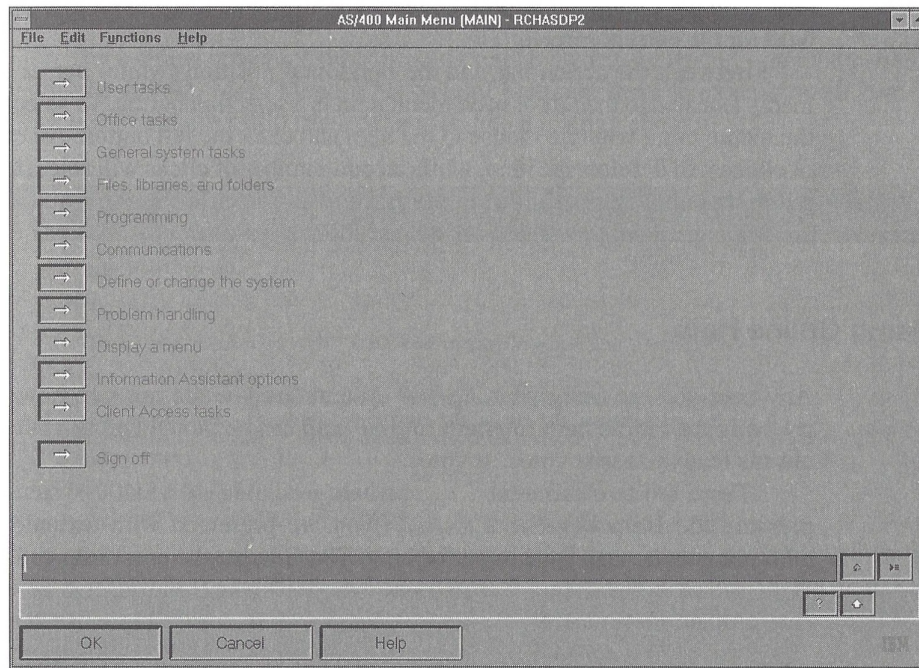 AS/400 Main Menu (MAIN) - RCHASDP2
File Edit Functions Help
User tasks
Office tasks
General system tasks
Files, libraries, and folders
Programming
Communications
Define or change the system
Problem handling
Display a menu
Information Assistant options
Client Access tasks
Sign off
?
OK Cancel Help
IBM